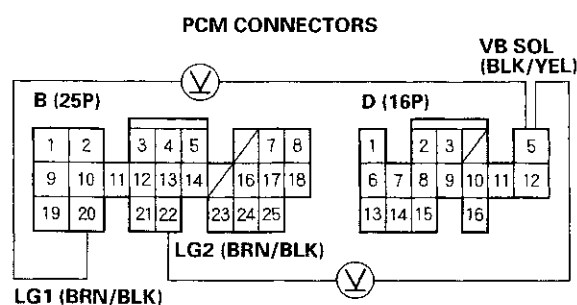 PCM CONNECTORS
VB SOL
(BLK/YEL)
V
B (25P)
D (16P)
1 2 3 4 5 7 8
9 10 11 12 13 14 16 17 18
19 20 21 22 23 24 25
1 2 3 5
6 7 8 9 10 11 12
13 14 15 16
LG2 (BRN/BLK)
V
LG1 (BRN/BLK)